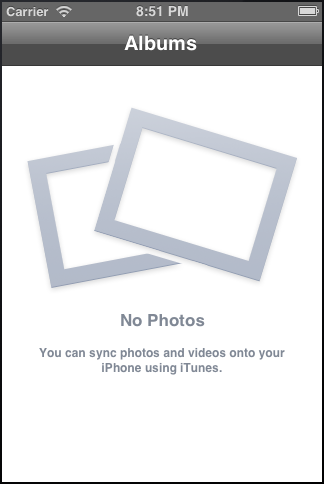 Carrier 8:51 PM
Albums
No Photos
You can sync photos and videos onto your
iPhone using iTunes.